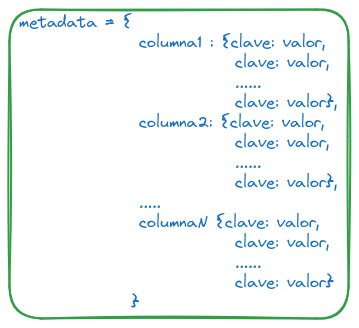 metadata = {
columna1 : {clave: valor,
clave: valor,
......
clave: valor},
columna2: {clave: valor,
clave: valor,
......
clave: valor},
.....
columnaN {clave: valor,
clave: valor,
......
clave: valor}
}